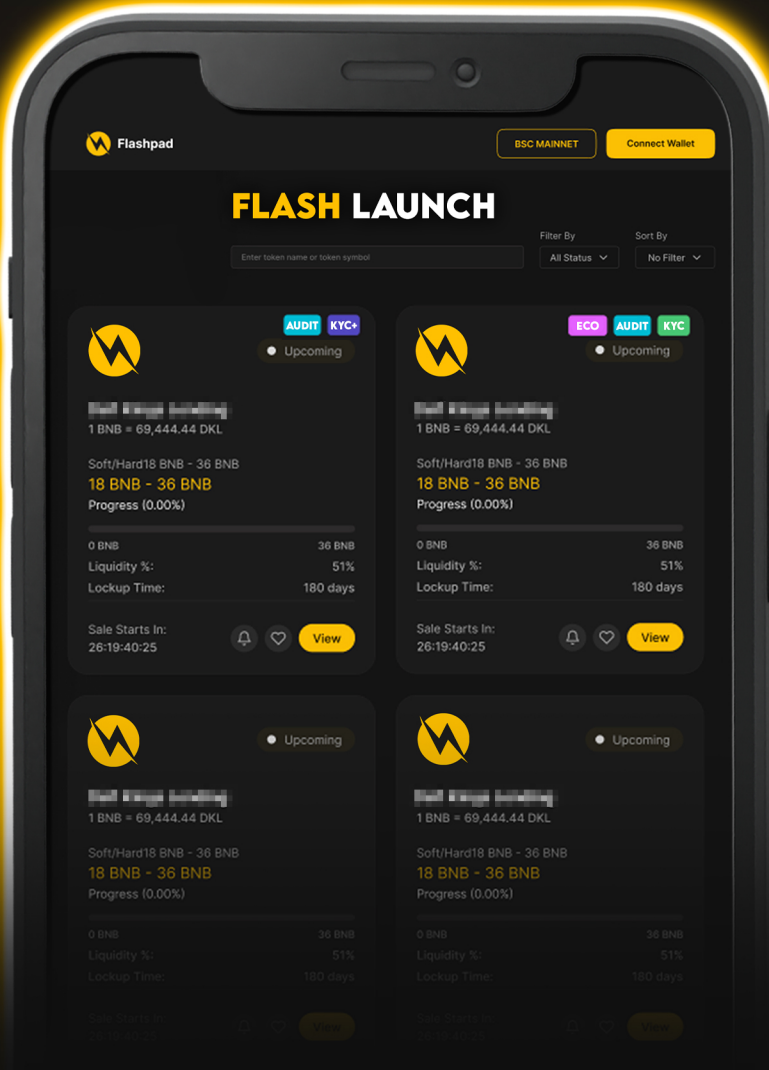 Flashpad
BSC MAINNET
Connect Wallet
FLASH LAUNCH
Filter By
Sort By
Enter token name or token symbol
All Status
No Filter
AUDIT KYC+
Upcoming
1 BNB = 69,444.44 DKL
Soft/Hard18 BNB - 36 BNB
18 BNB - 36 BNB
Progress (0.00%)
0 BNB 36 BNB
Liquidity %: 51%
Lockup Time: 180 days
Sale Starts In:
26:19:40:25
View
ECO AUDIT KYC
Upcoming
1 BNB = 69,444.44 DKL
Soft/Hard18 BNB - 36 BNB
18 BNB - 36 BNB
Progress (0.00%)
0 BNB 36 BNB
Liquidity %: 51%
Lockup Time: 180 days
Sale Starts In:
26:19:40:25
View
Upcoming
1 BNB = 69,444.44 DKL
Soft/Hard18 BNB - 36 BNB
18 BNB - 36 BNB
Progress (0.00%)
0 BNB 36 BNB
Liquidity %: 51%
Lockup Time: 180 days
Sale Starts In:
View
Upcoming
1 BNB = 69,444.44 DKL
Soft/Hard18 BNB - 36 BNB
18 BNB - 36 BNB
Progress (0.00%)
0 BNB 36 BNB
Liquidity %: 51%
Lockup Time: 180 days
Sale Starts In:
View